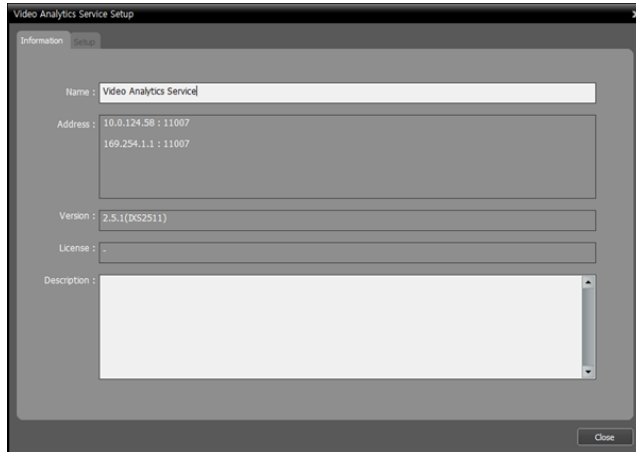 Video Analytics Service Setup
Information Setup
Name : Video Analytics Service
Address : 10.0.124.58 : 11007
169.254.1.1 : 11007
Version : 2.5.1(IXS2511)
License : -
Description :
Close